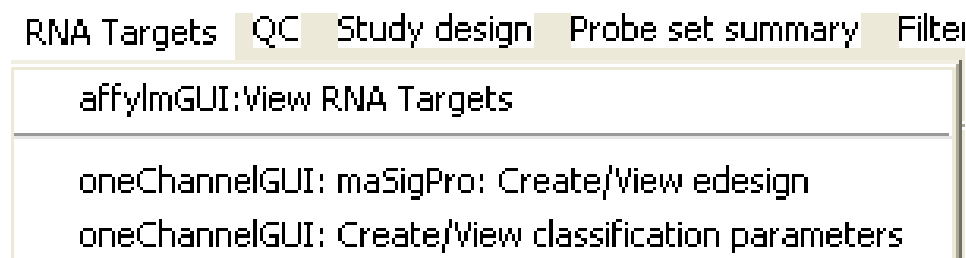 RNA Targets QC Study design Probe set summary Filter
affylmGUI:View RNA Targets
oneChannelGUI: maSigPro: Create/View edesign
oneChannelGUI: Create/View classification parameters